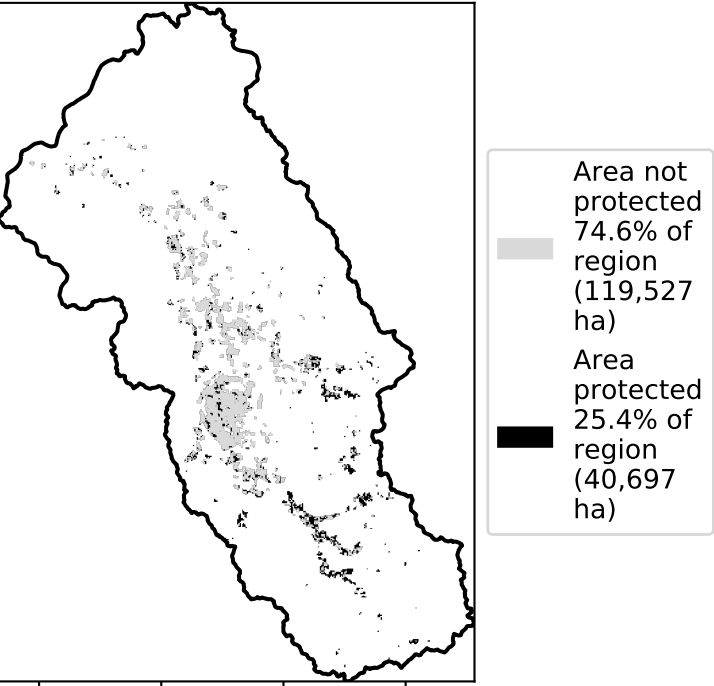 Area not
protected
74.6% of
region
(119,527
ha)
Area
protected
25.4% of
region
(40,697
ha)